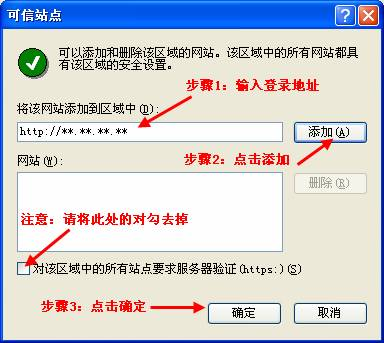 可信站点
可以添加和删除该区域的网站。该区域中的所有网站都具
有该区域的安全设置。
步骤1：输入登录地址
将该网站添加到区域中(D):
http://**.**.**.**
添加(A)
步骤2：点击添加
网站(W):
删除(R)
注意：请将此处的对勾去掉
对该区域中的所有站点要求服务器验证(https:)(S)
步骤3：点击确定
确定
取消